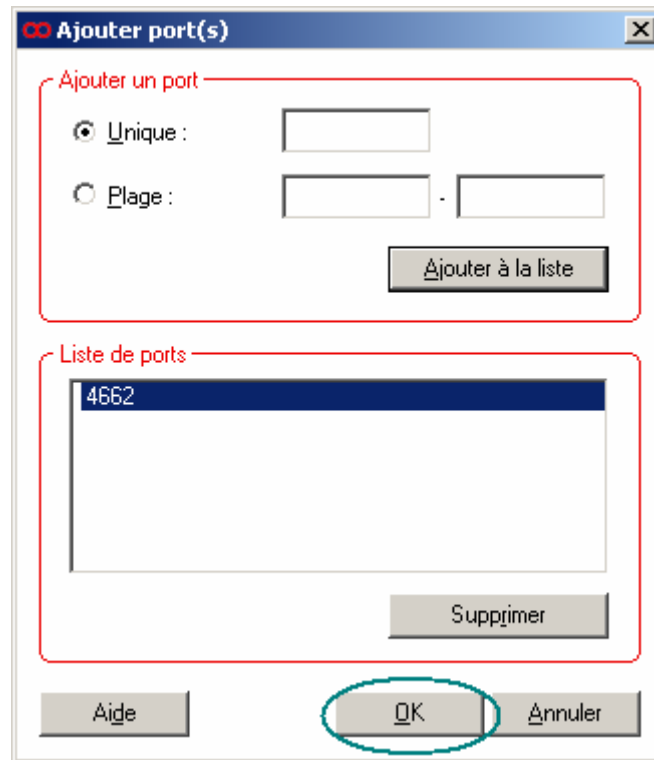 Ajouter port(s)
Ajouter un port
Unique :
Plage :
-
Ajouter à la liste
Liste de ports
4662
Supprimer
Aide
OK
Annuler